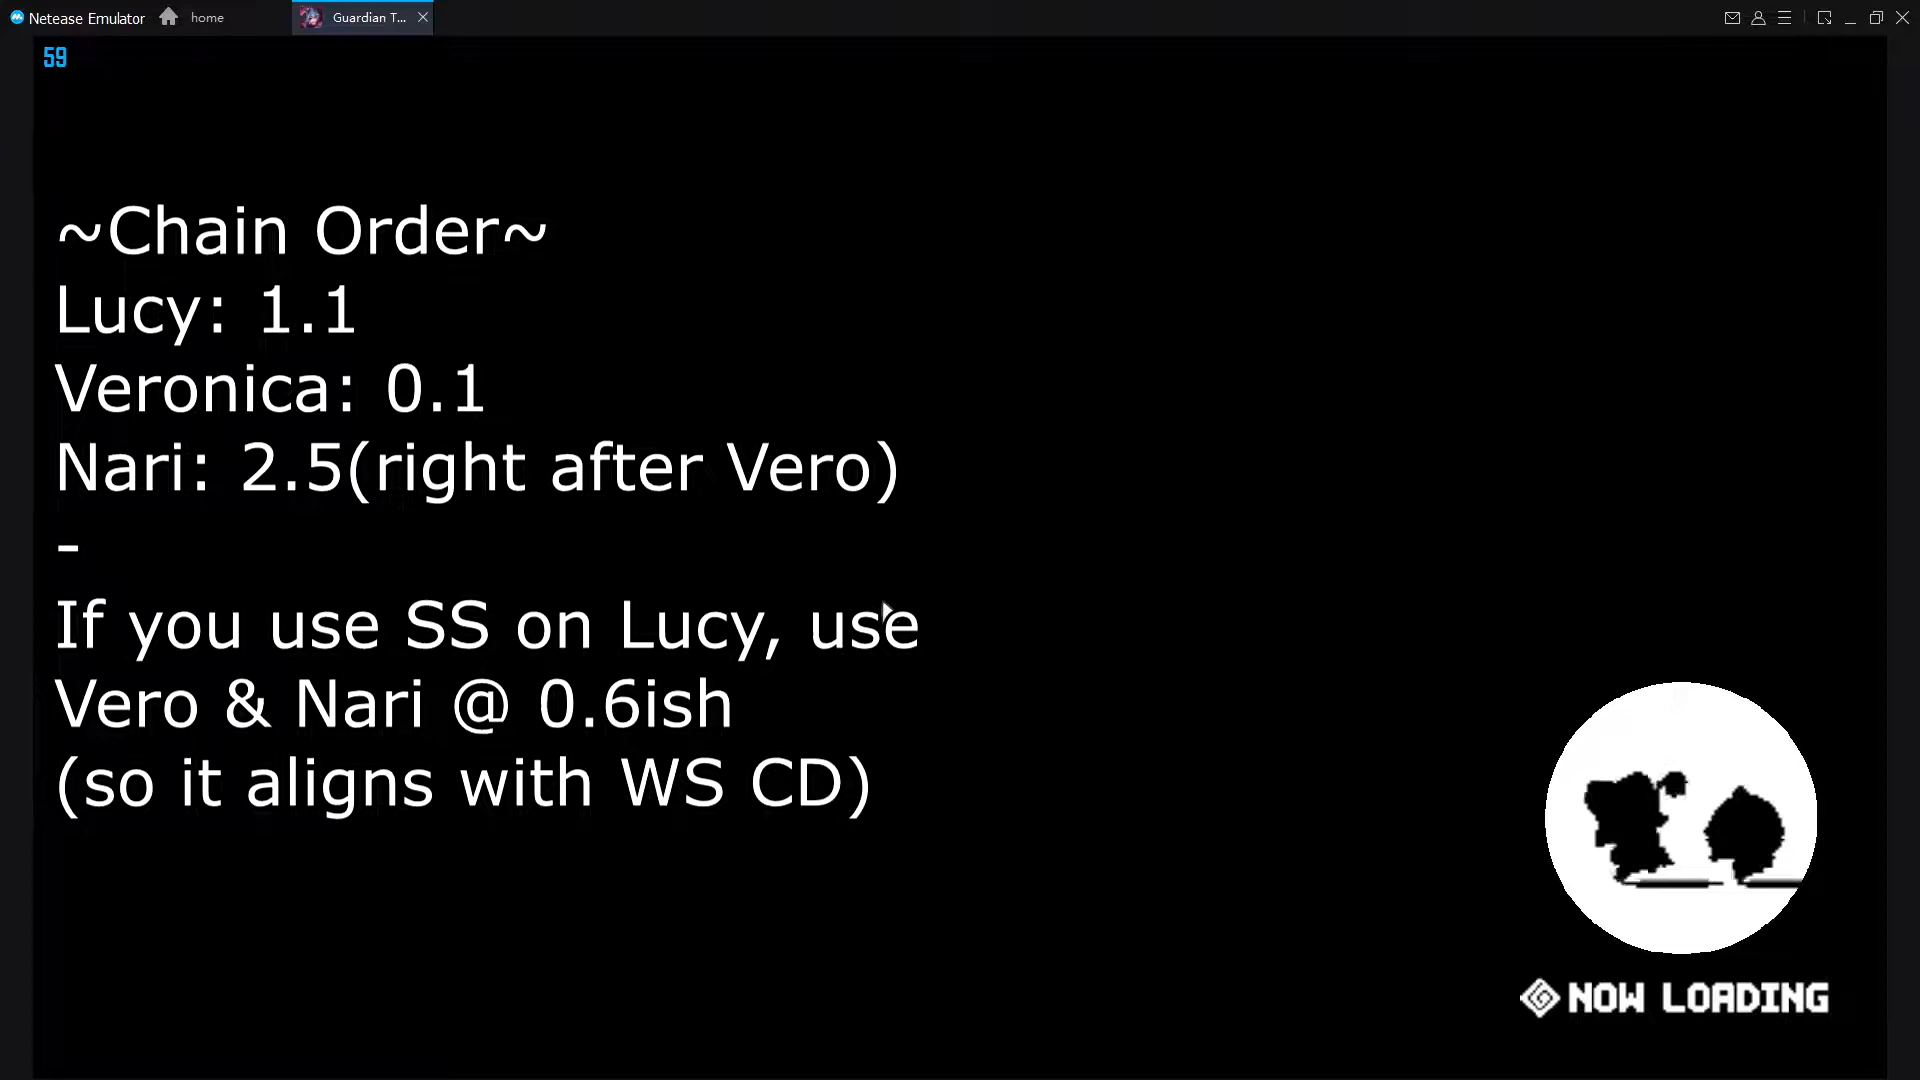 Netease Emulator
home
Guardian T...
59
~Chain Order~
Lucy: 1.1
Veronica: 0.1
Nari: 2.5(right after Vero)
-
If you use SS on Lucy, use
Vero & Nari @ 0.6ish
(so it aligns with WS CD)
NOW LOADING